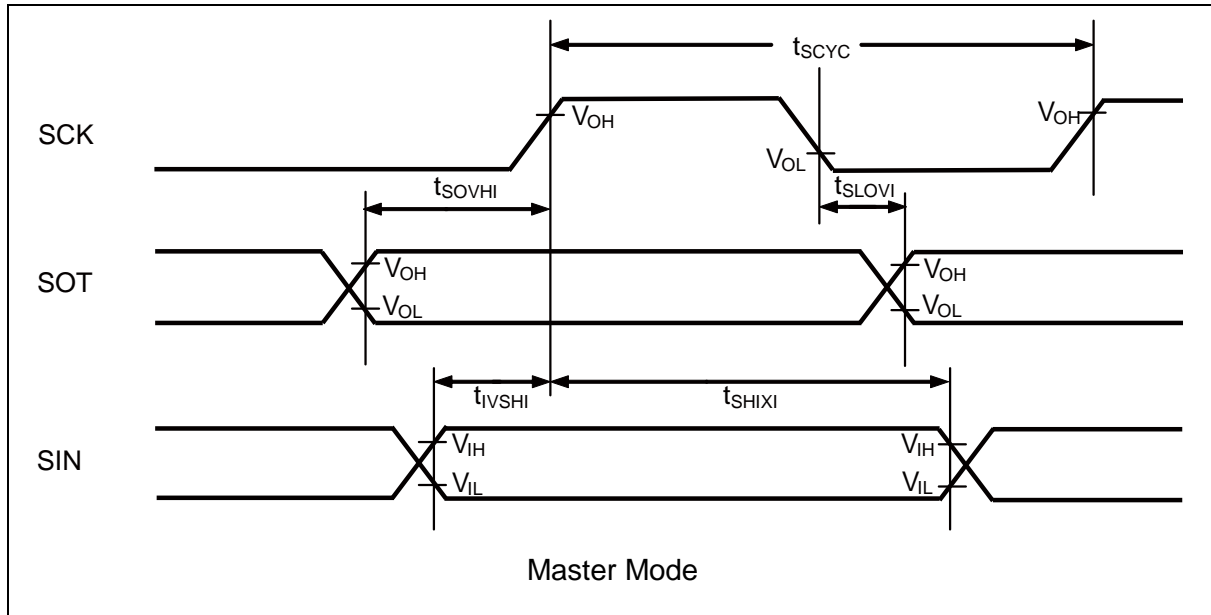 tSCYC
SCK
VOH
VOH
VOL
tSOVHI
tSLOVI
SOT
VOH
VOH
VOL
VOL
tIVSHI
tSHIXI
SIN
VIH
VIH
VIL
VIL
Master Mode